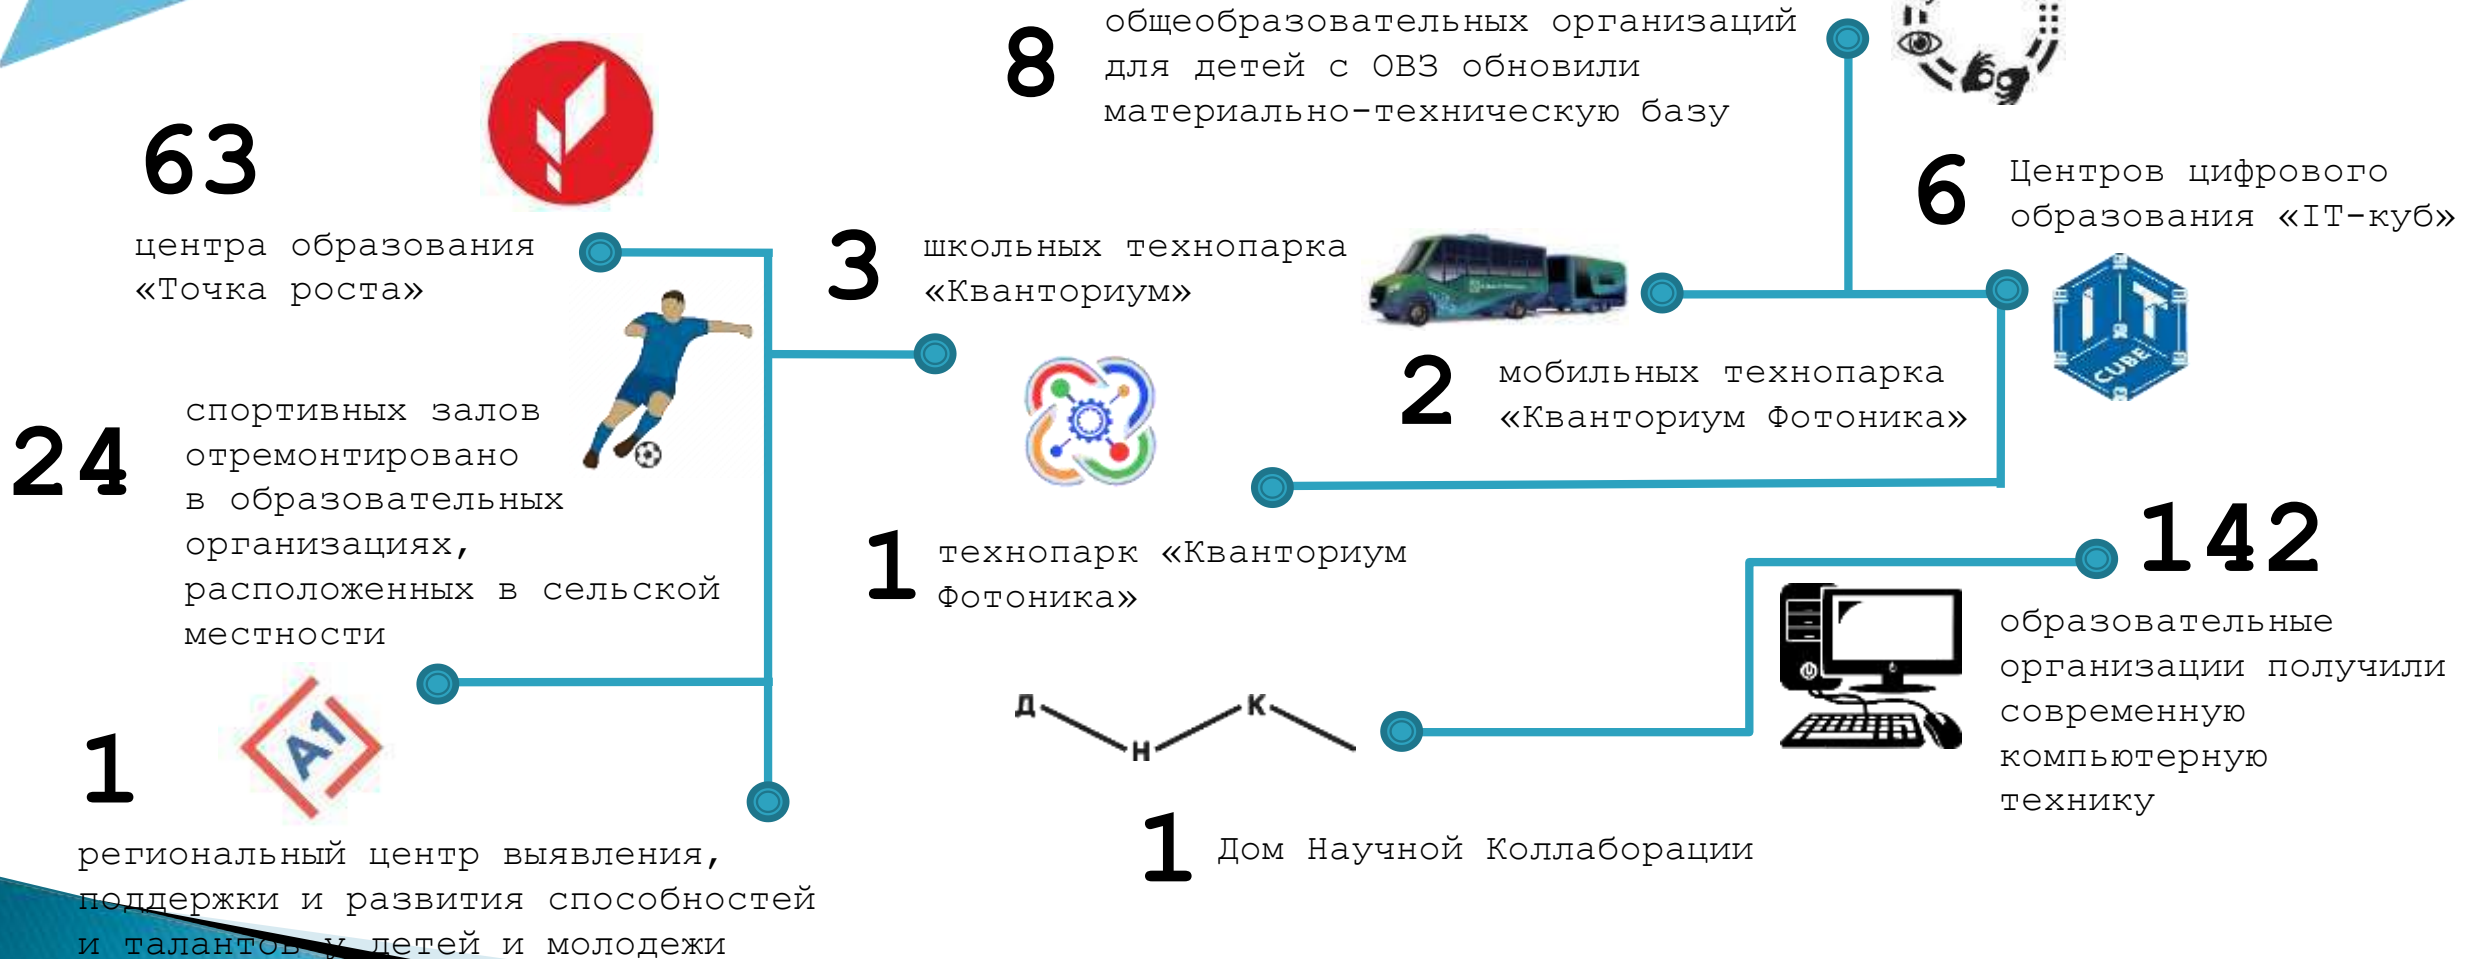 63
центра образования
«Точка роста»
24
спортивных залов
отремонтировано
в образовательных
организациях,
расположенных в сельской
местности
А1
1
региональный центр выявления,
поддержки и развития способностей
и талантов у детей и молодежи
8
общеобразовательных организаций
для детей с ОВЗ обновили
материально-техническую базу
3
школьных технопарка
«Кванториум»
1
технопарк «Кванториум
Фотоника»
2
мобильных технопарка
«Кванториум Фотоника»
6
Центров цифрового
образования «IT-куб»
IT
CUBE
Д
Н
К
1
Дом Научной Коллаборации
142
образовательные
организации получили
современную
компьютерную
технику